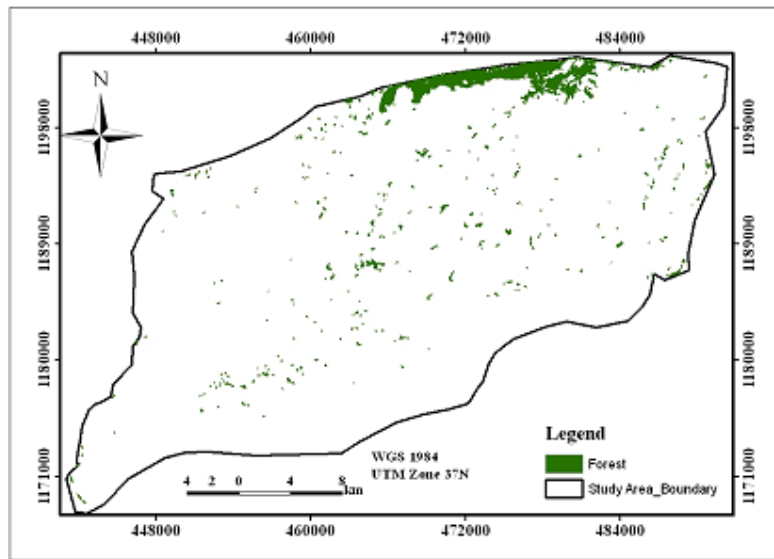 448000 460000 472000 484000
N
1198000 1198000
1189000 1189000
1180000 1180000
1171000 1171000
Legend
Forest
Study Area_Boundary
WGS 1984
UTM Zone 37N
4 2 0 4 8
km
448000 460000 472000 484000